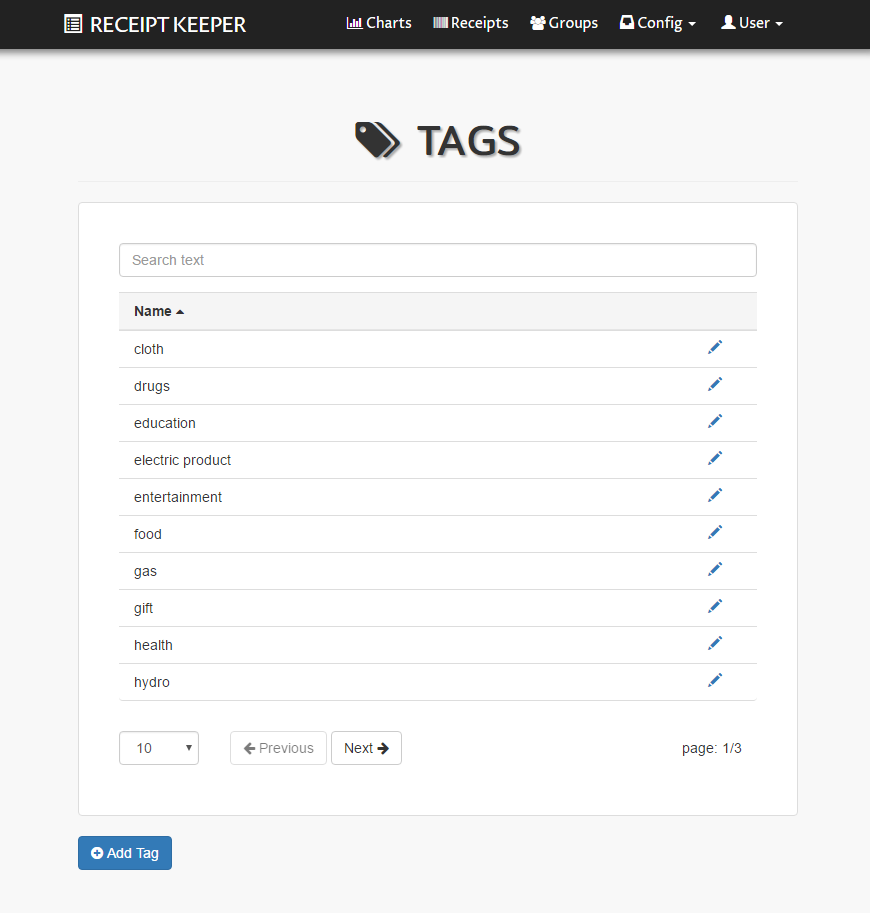 RECEIPT KEEPER Charts Receipts Groups Config User
TAGS
Search text
Name
cloth
drugs
education
electric product
entertainment
food
gas
gift
health
hydro
10 Previous Next page: 1/3
Add Tag